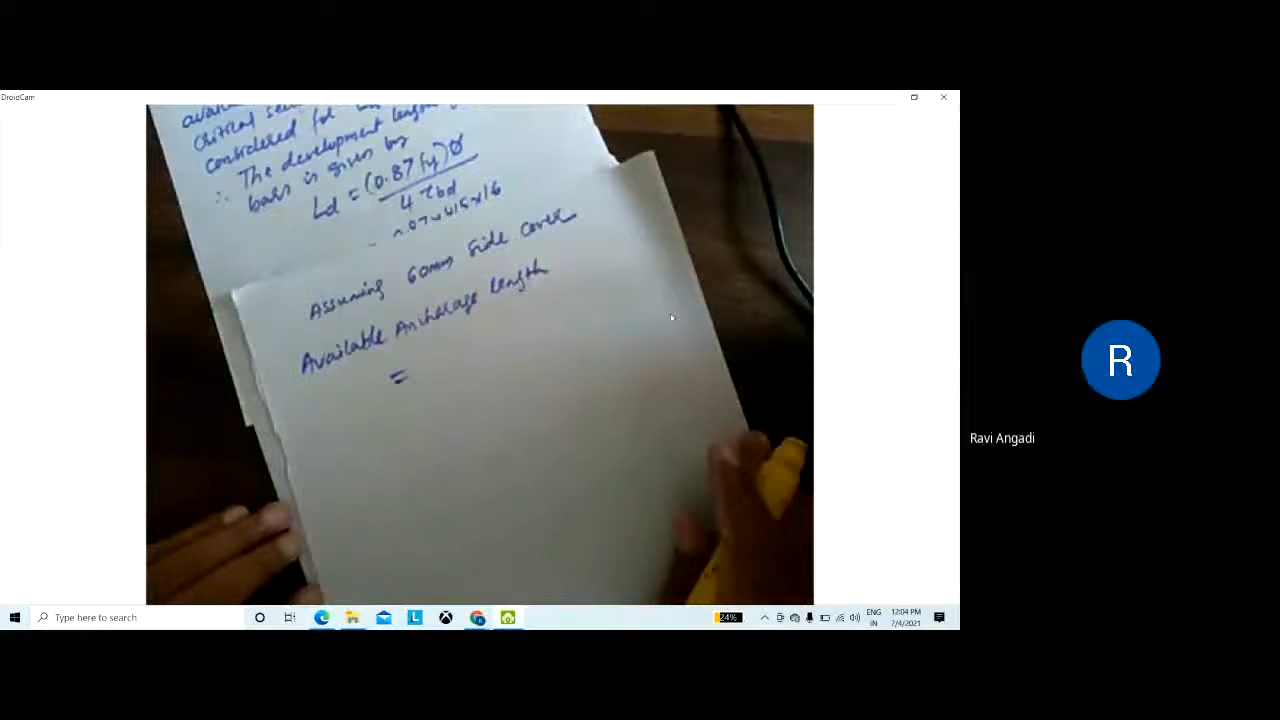 DroidCam
critical
considered for
∴ The development length
bars is given by
Ld = (0.87 fy) Ø
4 τbd
Assuming 60mm side cover
Available Anchorage length
=
R
Ravi Angadi
Type here to search
24%
ENG
IN
12:04 PM
7/4/2021